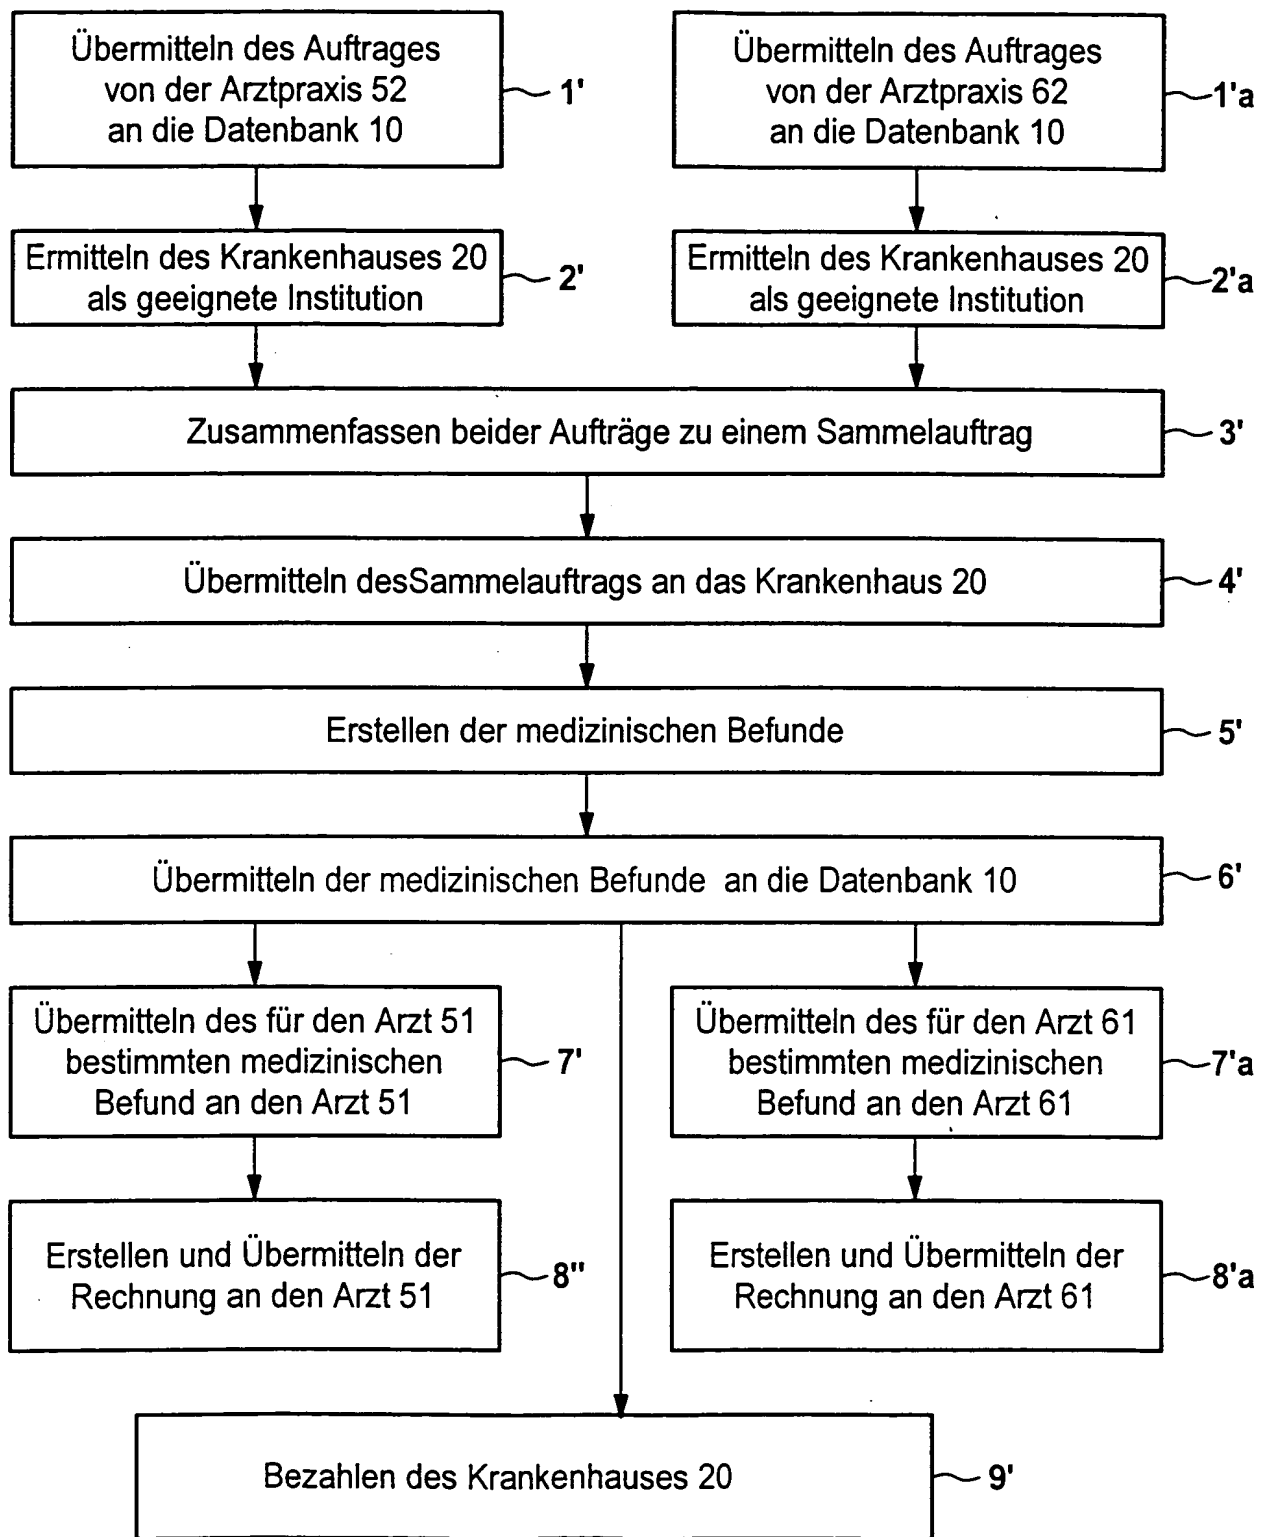 Übermitteln des Auftrages
von der Arztpraxis 52
an die Datenbank 10
1'
Übermitteln des Auftrages
von der Arztpraxis 62
an die Datenbank 10
1'a
Ermitteln des Krankenhauses 20
als geeignete Institution
2'
Ermitteln des Krankenhauses 20
als geeignete Institution
2'a
Zusammenfassen beider Aufträge zu einem Sammelauftrag
3'
Übermitteln desSammelauftrags an das Krankenhaus 20
4'
Erstellen der medizinischen Befunde
5'
Übermitteln der medizinischen Befunde an die Datenbank 10
6'
Übermitteln des für den Arzt 51
bestimmten medizinischen
Befund an den Arzt 51
7'
Übermitteln des für den Arzt 61
bestimmten medizinischen
Befund an den Arzt 61
7'a
Erstellen und Übermitteln der
Rechnung an den Arzt 51
8''
Erstellen und Übermitteln der
Rechnung an den Arzt 61
8'a
Bezahlen des Krankenhauses 20
9'